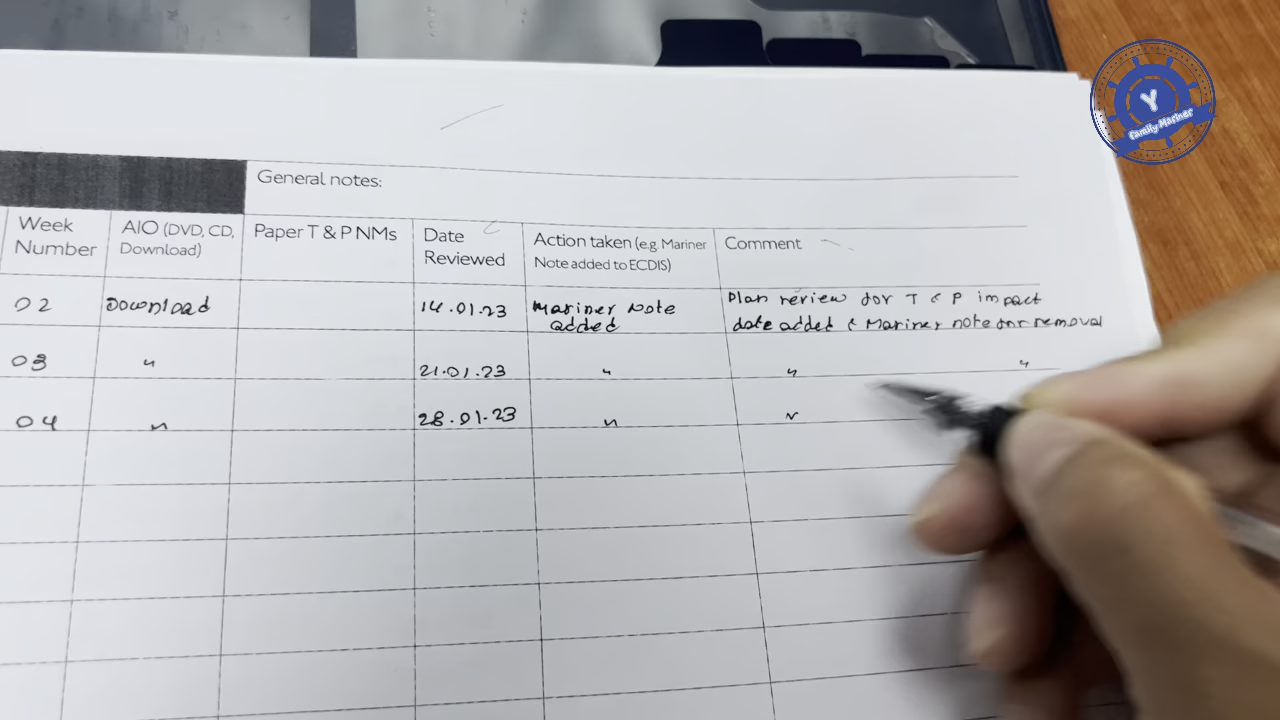 Y
Family Mariner
General notes:
Week Number
AIO (DVD, CD, Download)
Paper T & P NMs
Date Reviewed
Action taken (e.g. Mariner Note added to ECDIS)
Comment
02
Download
14.01.23
Mariner Note added
Plan review for T & P impact
date added & Mariner note for removal
03
"
21.01.23
"
"
"
04
"
28.01.23
"
"